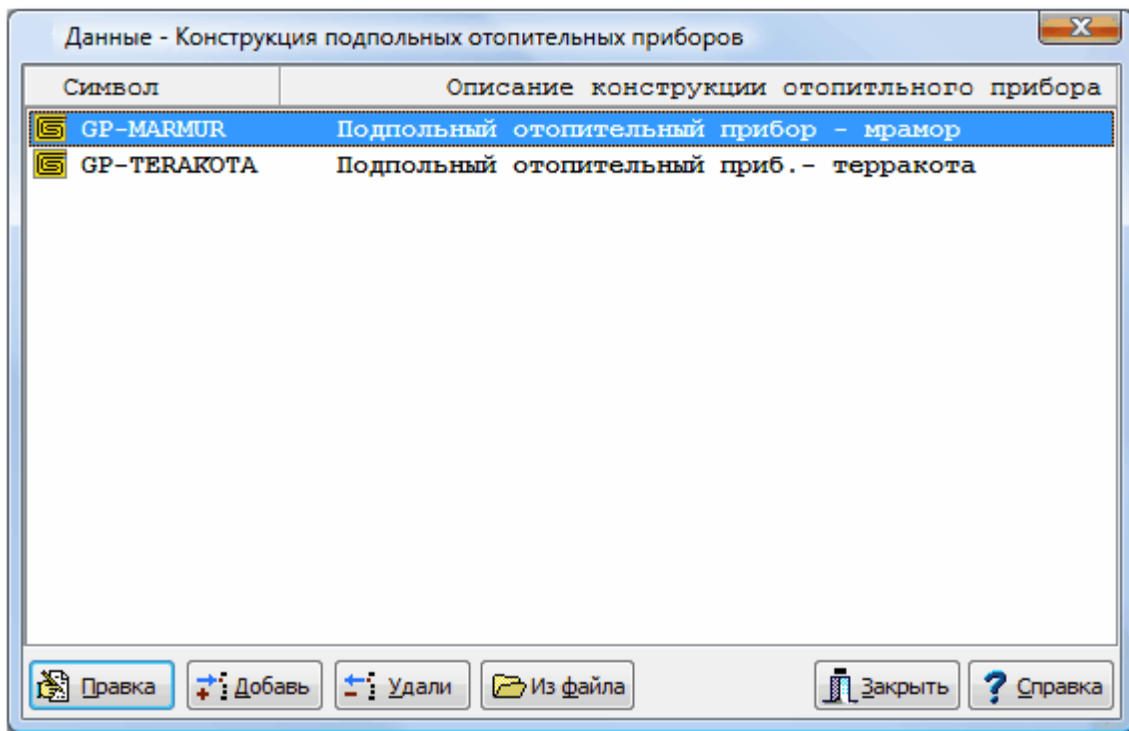 Данные - Конструкция подпольных отопительных приборов
Символ Описание конструкции отопитльного прибора
GP-MARMUR Подпольный отопительный прибор - мрамор
GP-TERAKOTA Подпольный отопительный приб.- терракота
Правка Добавь Удали Из файла Закрыть Справка